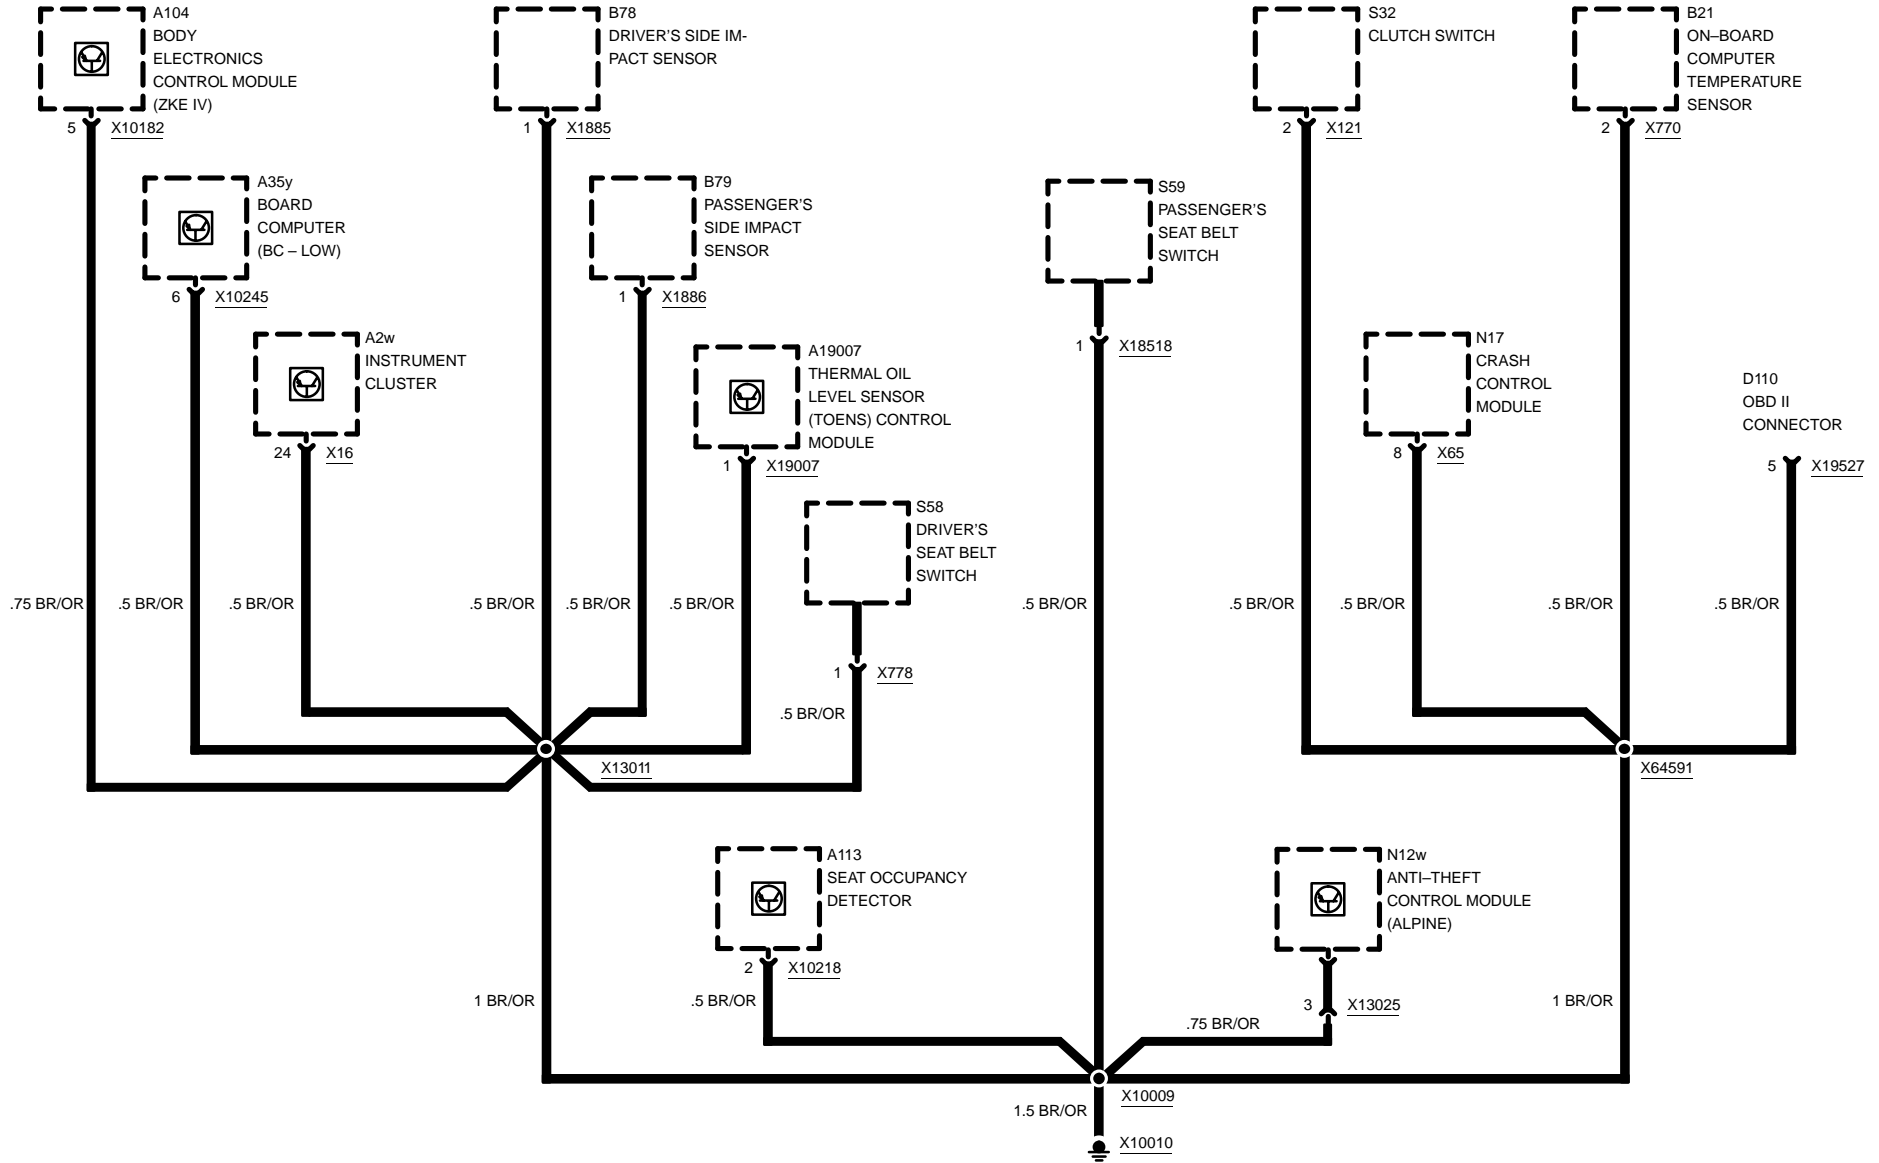 A104
BODY
ELECTRONICS
CONTROL MODULE
(ZKE IV)
5 X10182
B78
DRIVER'S SIDE IM-
PACT SENSOR
1 X1885
S32
CLUTCH SWITCH
2 X121
B21
ON–BOARD
COMPUTER
TEMPERATURE
SENSOR
2 X770
A35y
BOARD
COMPUTER
(BC – LOW)
6 X10245
B79
PASSENGER'S
SIDE IMPACT
SENSOR
1 X1886
S59
PASSENGER'S
SEAT BELT
SWITCH
1 X18518
A2w
INSTRUMENT
CLUSTER
24 X16
A19007
THERMAL OIL
LEVEL SENSOR
(TOENS) CONTROL
MODULE
1 X19007
N17
CRASH
CONTROL
MODULE
8 X65
D110
OBD II
CONNECTOR
5 X19527
S58
DRIVER'S
SEAT BELT
SWITCH
1 X778
.75 BR/OR
.5 BR/OR
.5 BR/OR
.5 BR/OR
.5 BR/OR
.5 BR/OR
.5 BR/OR
.5 BR/OR
.5 BR/OR
.5 BR/OR
.5 BR/OR
.5 BR/OR
X13011
X64591
A113
SEAT OCCUPANCY
DETECTOR
2 X10218
N12w
ANTI–THEFT
CONTROL MODULE
(ALPINE)
3 X13025
1 BR/OR
.5 BR/OR
.75 BR/OR
1 BR/OR
X10009
1.5 BR/OR
X10010